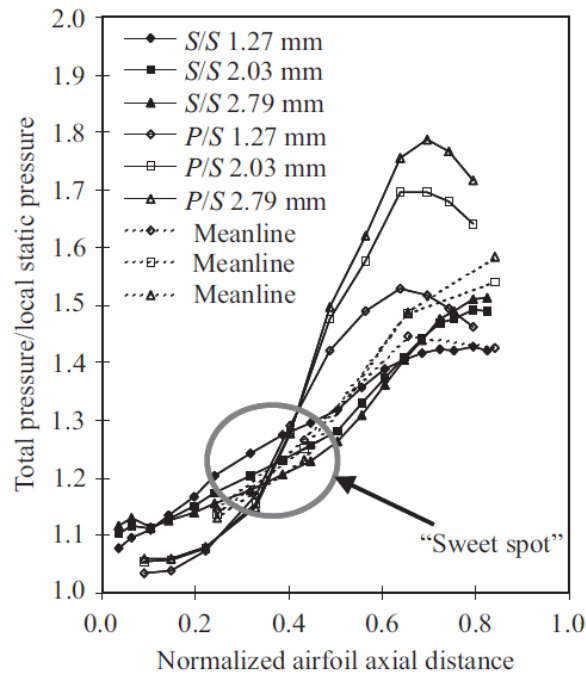 2.0
1.9
1.8
1.7
1.6
1.5
1.4
1.3
1.2
1.1
1.0
Total pressure/local static pressure
S/S 1.27 mm
S/S 2.03 mm
S/S 2.79 mm
P/S 1.27 mm
P/S 2.03 mm
P/S 2.79 mm
Meanline
Meanline
Meanline
“Sweet spot”
0.0 0.2 0.4 0.6 0.8 1.0
Normalized airfoil axial distance